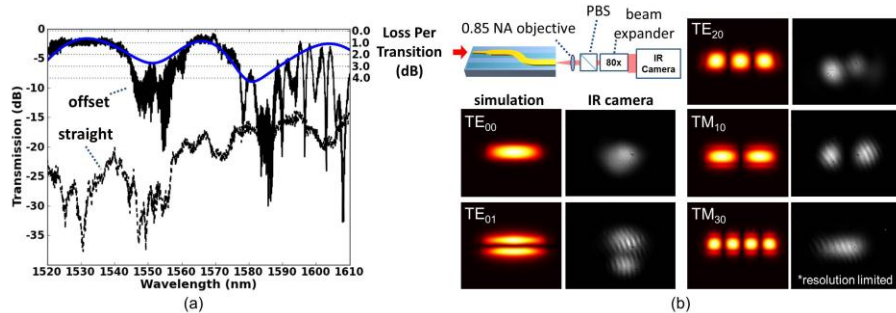 (a)
Transmission (dB)
0
-5
-10
-15
-20
-25
-30
-35
offset
straight
0.0
1.0
2.0
3.0
4.0
Loss Per
Transition
(dB)
1520 1530 1540 1550 1560 1570 1580 1590 1600 1610
Wavelength (nm)
(a)
0.85 NA objective
PBS
beam
expander
80x
IR
Camera
simulation
IR camera
TE00
TE01
TE20
TM10
TM30
*resolution limited
(b)